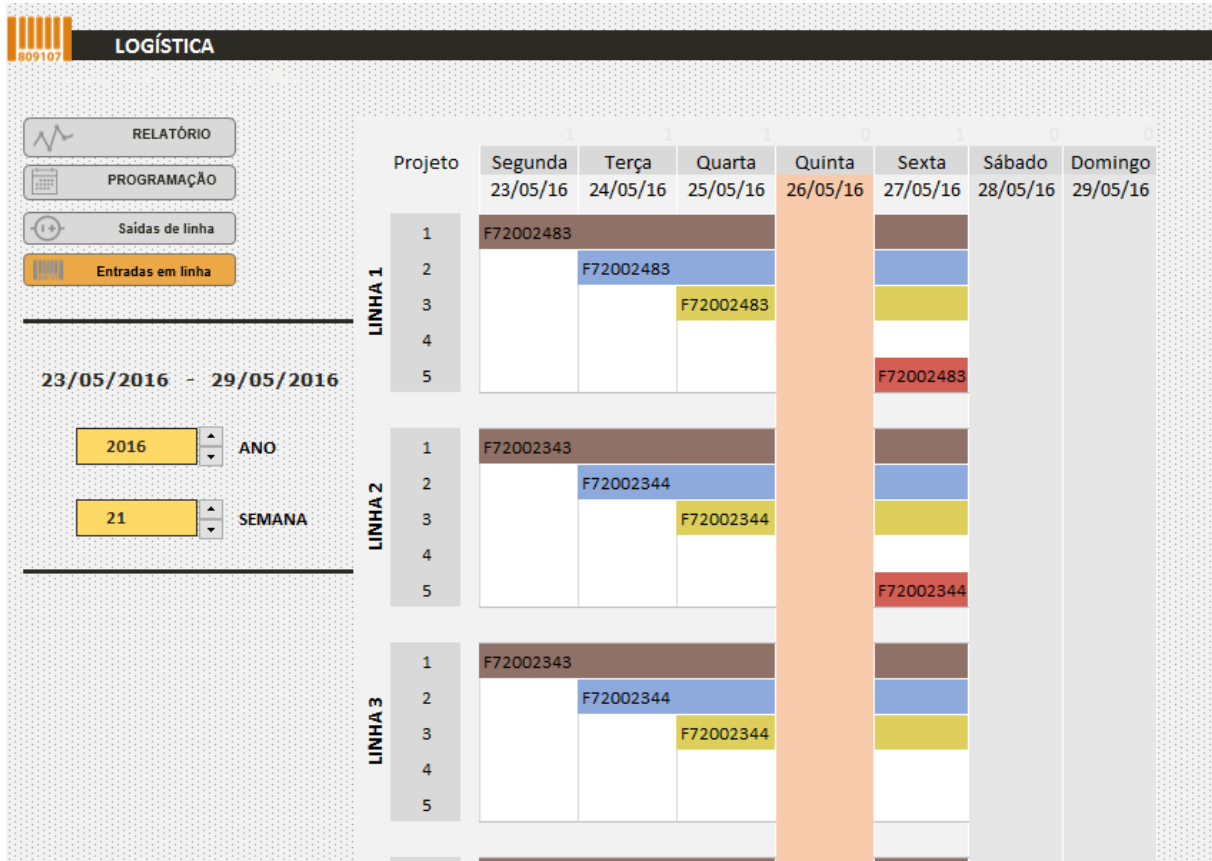 809107
LOGÍSTICA
RELATÓRIO
PROGRAMAÇÃO
Saídas de linha
Entradas em linha
23/05/2016 - 29/05/2016
2016 ANO
21 SEMANA
1 1 1 0 1 0 0
Projeto Segunda Terça Quarta Quinta Sexta Sábado Domingo
23/05/16 24/05/16 25/05/16 26/05/16 27/05/16 28/05/16 29/05/16
LINHA 1
1 F72002483
2 F72002483
3 F72002483
4
5 F72002483
LINHA 2
1 F72002343
2 F72002344
3 F72002344
4
5 F72002344
LINHA 3
1 F72002343
2 F72002344
3 F72002344
4
5